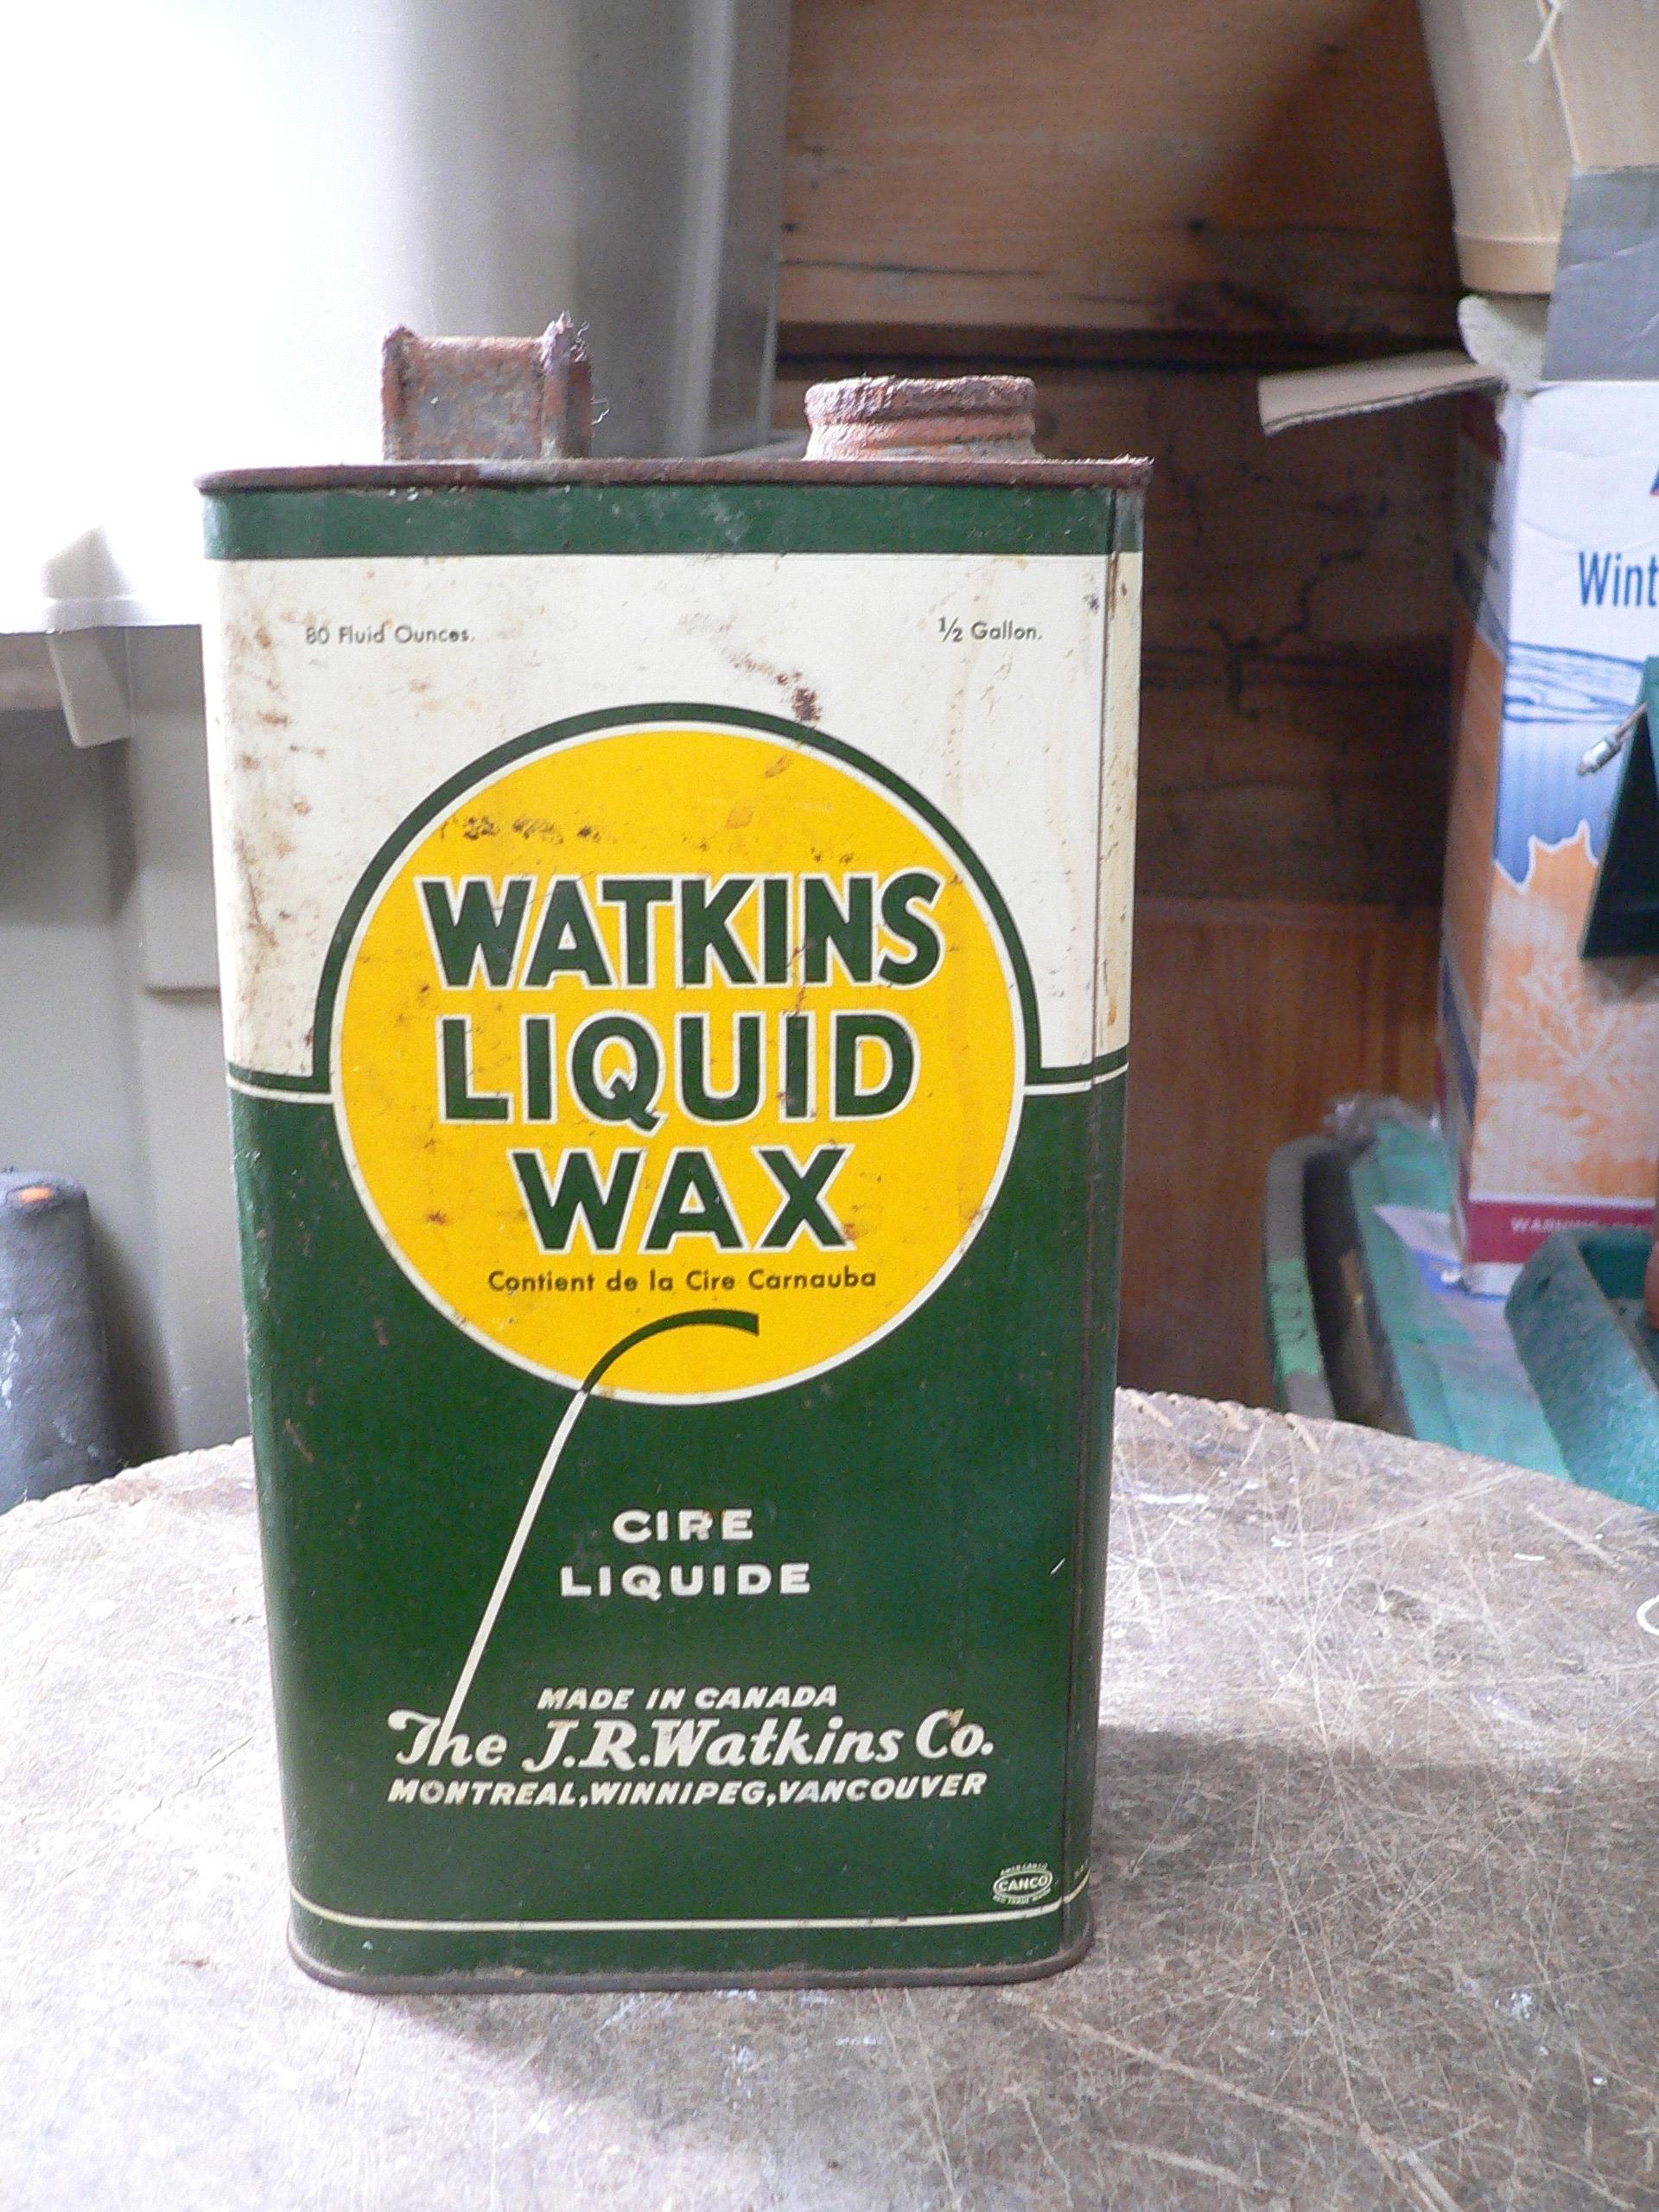 80 Fluid Ounces.
½ Gallon.
WATKINS
LIQUID
WAX
Contient de la Cire Carnauba
CIRE
LIQUIDE
MADE IN CANADA
The J.R.Watkins Co.
MONTREAL,WINNIPEG,VANCOUVER
CANCO
Wint
WARNING: